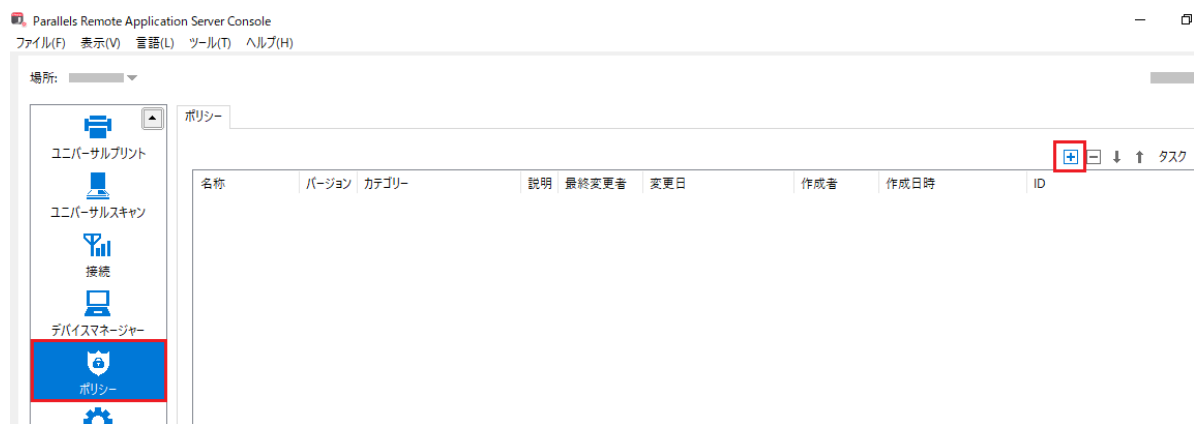 Parallels Remote Application Server Console
ファイル(F) 表示(V) 言語(L) ツール(T) ヘルプ(H)
場所:
ポリシー
ユニバーサルプリント
ユニバーサルスキャン
接続
デバイスマネージャー
ポリシー
タスク
名称 バージョン カテゴリー 説明 最終変更者 変更日 作成者 作成日時 ID